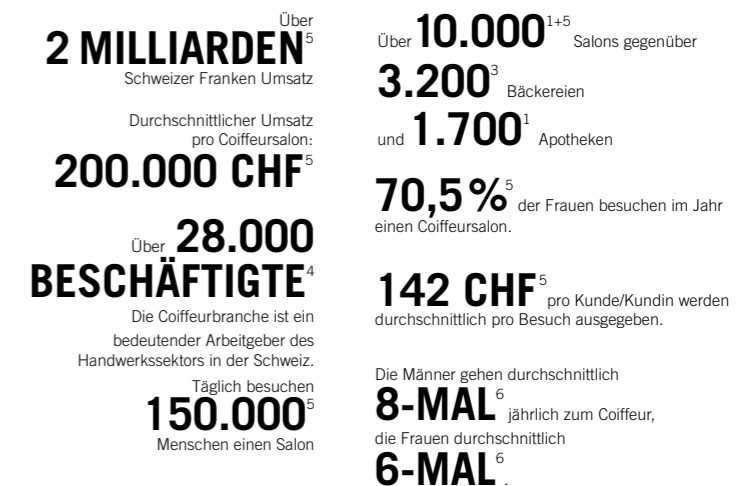 Über
2 MILLIARDEN5
Schweizer Franken Umsatz
Durchschnittlicher Umsatz
pro Coiffeursalon:
200.000 CHF5
Über 28.000
BESCHÄFTIGTE4
Die Coiffeurbranche ist ein
bedeutender Arbeitgeber des
Handwerkssektors in der Schweiz.
Täglich besuchen
150.0005
Menschen einen Salon
Über 10.0001+5 Salons gegenüber
3.2003 Bäckereien
und 1.7001 Apotheken
70,5%5 der Frauen besuchen im Jahr
einen Coiffeursalon.
142 CHF5 pro Kunde/Kundin werden
durchschnittlich pro Besuch ausgegeben.
Die Männer gehen durchschnittlich
8-MAL6 jährlich zum Coiffeur,
die Frauen durchschnittlich
6-MAL6